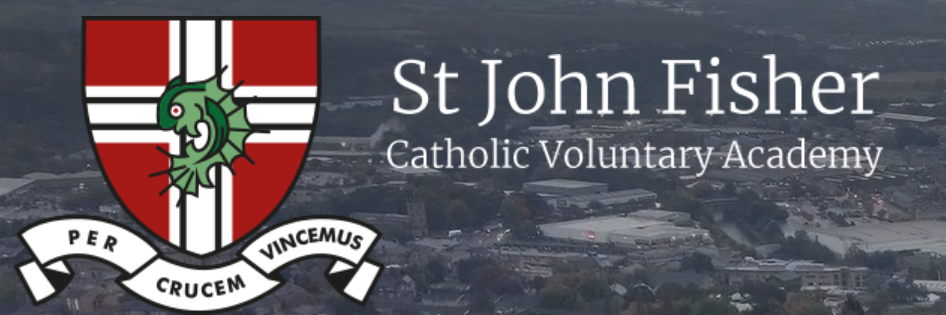 St John Fisher
Catholic Voluntary Academy
PER
CRUCEM
VINCEMUS